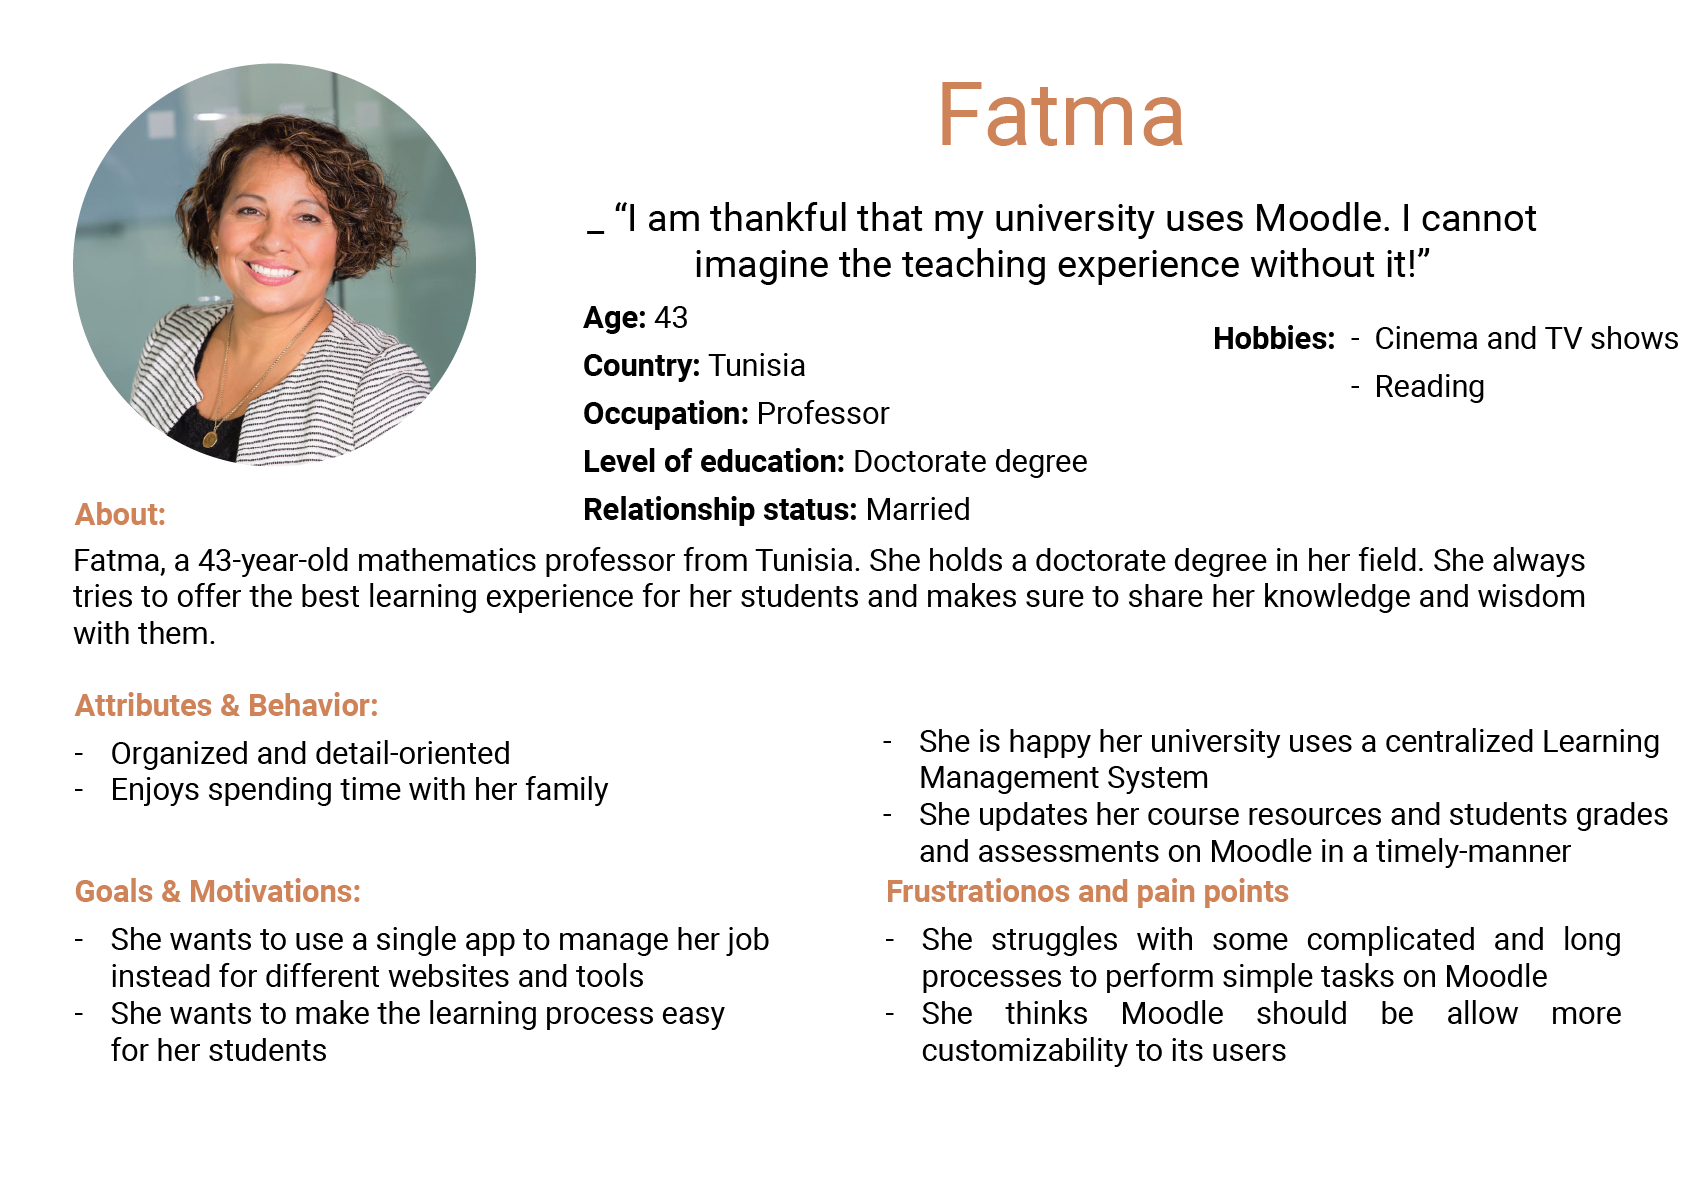 Fatma
_ “I am thankful that my university uses Moodle. I cannot
imagine the teaching experience without it!”
Age: 43
Country: Tunisia
Occupation: Professor
Level of education: Doctorate degree
Relationship status: Married
Hobbies: - Cinema and TV shows
- Reading
About:
Fatma, a 43-year-old mathematics professor from Tunisia. She holds a doctorate degree in her field. She always
tries to offer the best learning experience for her students and makes sure to share her knowledge and wisdom
with them.
Attributes & Behavior:
- Organized and detail-oriented
- Enjoys spending time with her family
- She is happy her university uses a centralized Learning
Management System
- She updates her course resources and students grades
and assessments on Moodle in a timely-manner
Goals & Motivations:
- She wants to use a single app to manage her job
instead for different websites and tools
- She wants to make the learning process easy
for her students
Frustrationos and pain points
- She struggles with some complicated and long
processes to perform simple tasks on Moodle
- She thinks Moodle should be allow more
customizability to its users